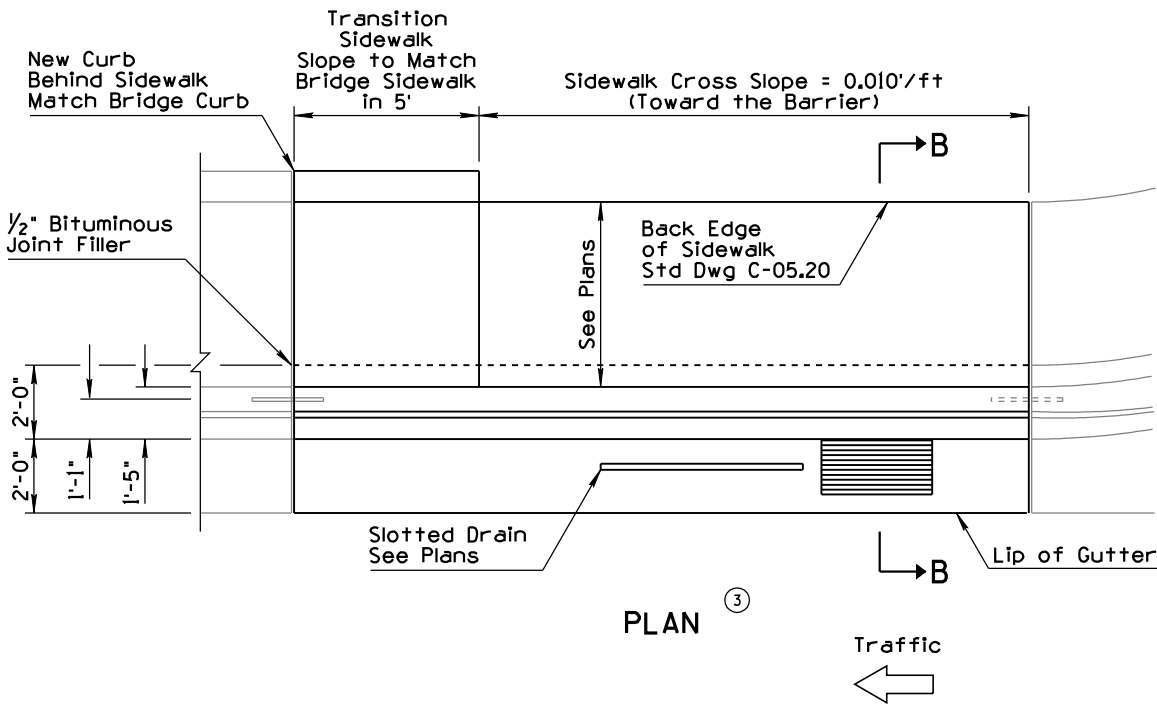 Transition
Sidewalk
Slope to Match
Bridge Sidewalk
in 5'
New Curb
Behind Sidewalk
Match Bridge Curb
Sidewalk Cross Slope = 0.010'/ft
(Toward the Barrier)
B
½" Bituminous
Joint Filler
See Plans
Back Edge
of Sidewalk
Std Dwg C-05.20
2'-0"
2'-0"
1'-1"
1'-5"
Slotted Drain
See Plans
B
Lip of Gutter
PLAN
3
Traffic